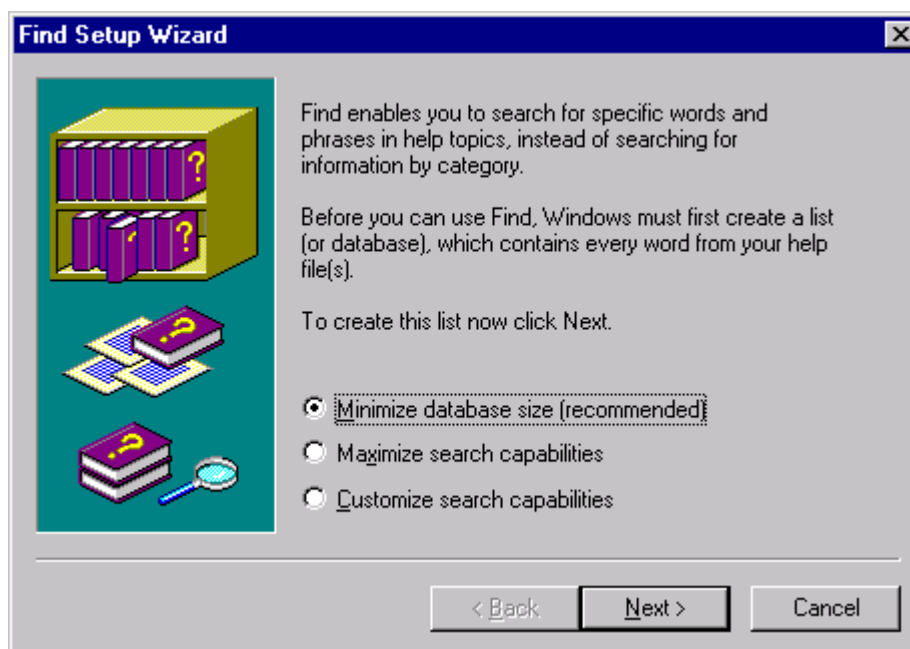 Find Setup Wizard
Find enables you to search for specific words and
phrases in help topics, instead of searching for
information by category.
Before you can use Find, Windows must first create a list
(or database), which contains every word from your help
file(s).
To create this list now click Next.
Minimize database size (recommended)
Maximize search capabilities
Customize search capabilities
< Back
Next >
Cancel